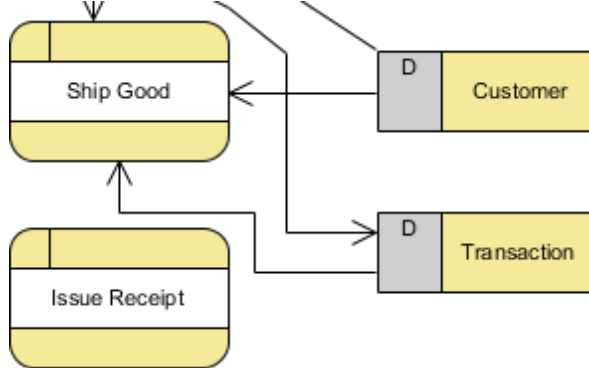 Ship Good
D
Customer
D
Transaction
Issue Receipt